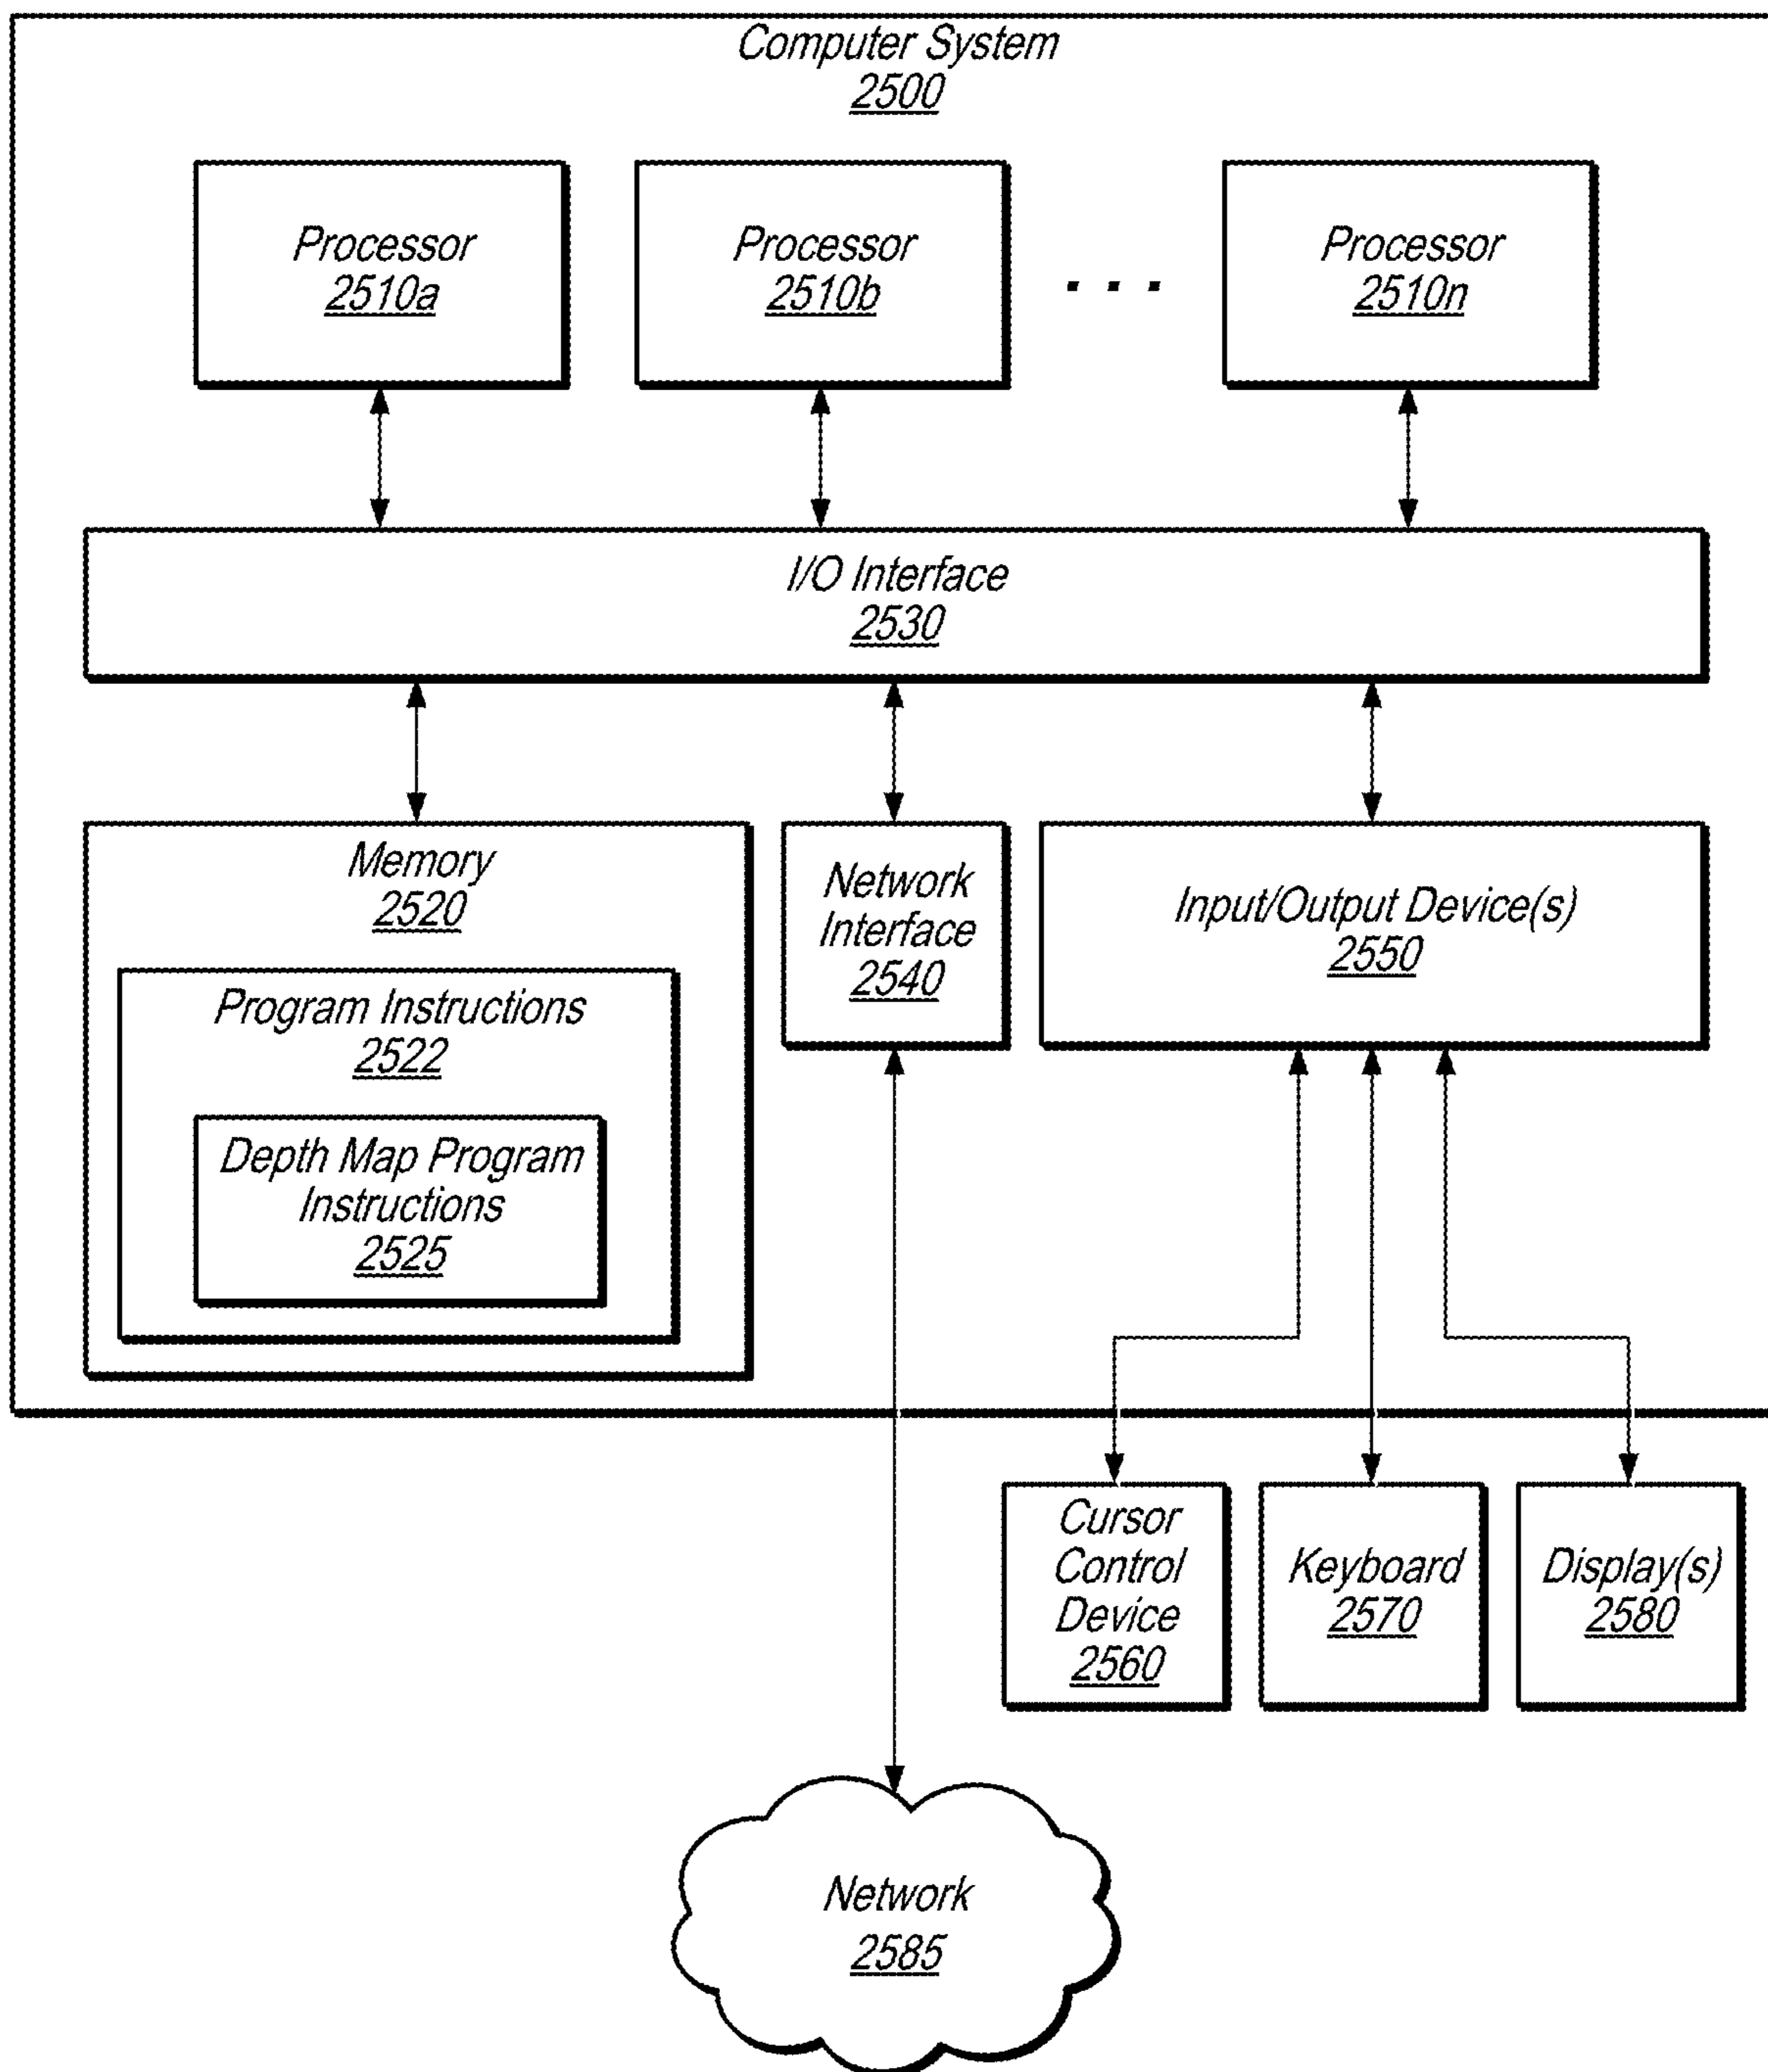 Computer System
2500
Processor
2510a
Processor
2510b
. . .
Processor
2510n
I/O Interface
2530
Memory
2520
Program Instructions
2522
Depth Map Program
Instructions
2525
Network
Interface
2540
Input/Output Device(s)
2550
Cursor
Control
Device
2560
Keyboard
2570
Display(s)
2580
Network
2585